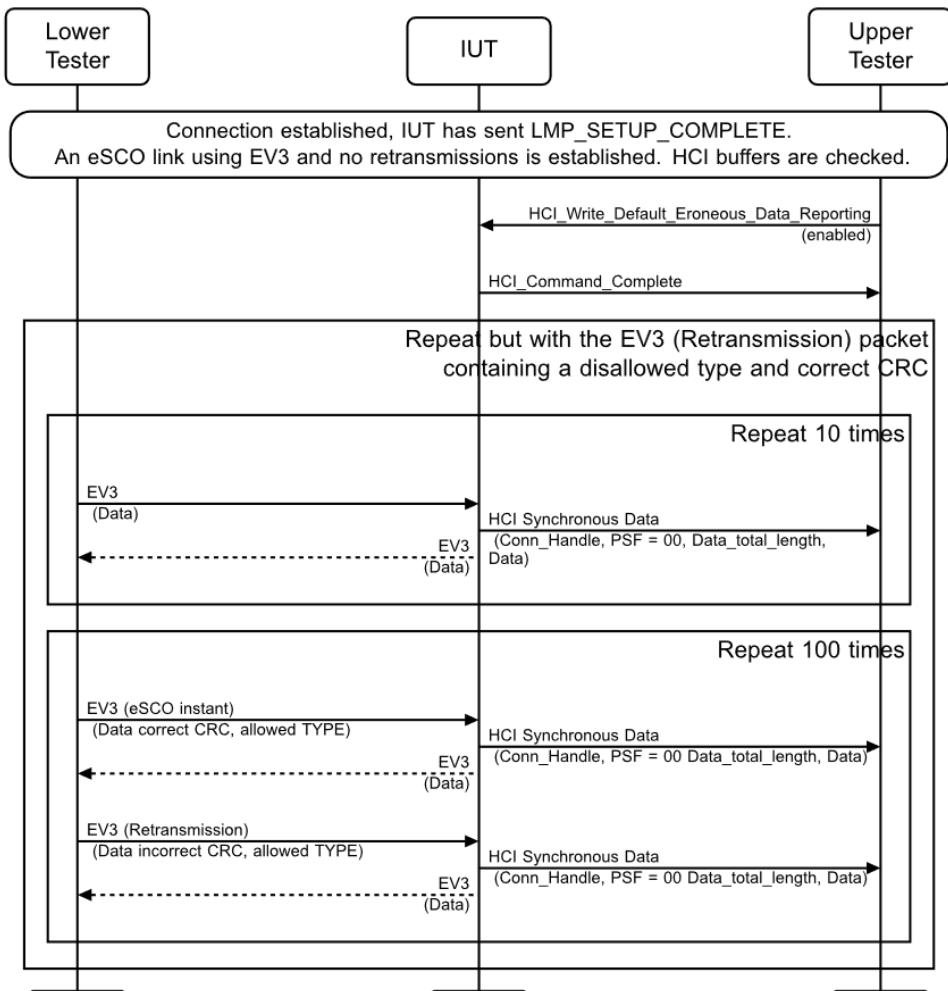 Lower
Tester
IUT
Upper
Tester
Connection established, IUT has sent LMP_SETUP_COMPLETE.
An eSCO link using EV3 and no retransmissions is established. HCI buffers are checked.
HCI_Write_Default_Eroneous_Data_Reporting
(enabled)
HCI_Command_Complete
Repeat but with the EV3 (Retransmission) packet
containing a disallowed type and correct CRC
Repeat 10 times
EV3
(Data)
HCI Synchronous Data
(Conn_Handle, PSF = 00, Data_total_length,
Data)
EV3
(Data)
Repeat 100 times
EV3 (eSCO instant)
(Data correct CRC, allowed TYPE)
HCI Synchronous Data
(Conn_Handle, PSF = 00 Data_total_length, Data)
EV3
(Data)
EV3 (Retransmission)
(Data incorrect CRC, allowed TYPE)
HCI Synchronous Data
(Conn_Handle, PSF = 00 Data_total_length, Data)
EV3
(Data)